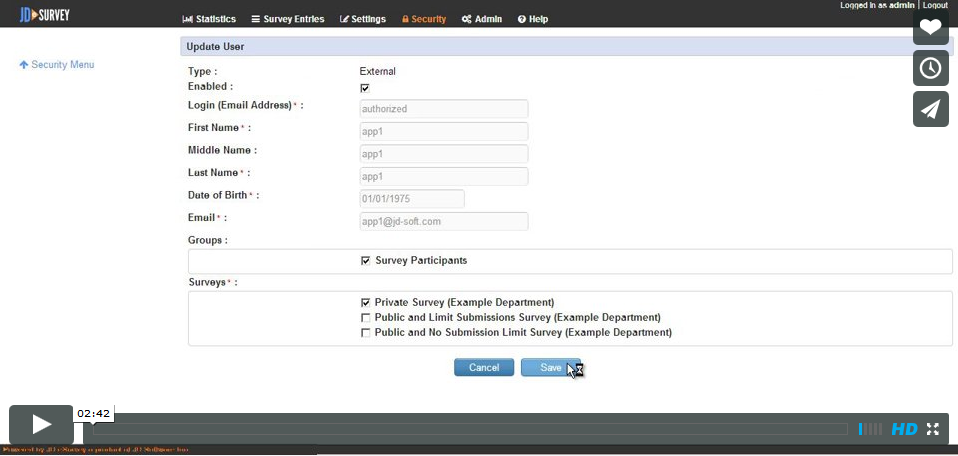 Logged in as admin | Logout
JD SURVEY
Statistics Survey Entries Settings Security Admin Help
Update User
Security Menu
Type : External
Enabled :
Login (Email Address)* : authorized
First Name* : app1
Middle Name : app1
Last Name* : app1
Date of Birth* : 01/01/1975
Email* : app1@jd-soft.com
Groups :
Survey Participants
Surveys* :
Private Survey (Example Department)
Public and Limit Submissions Survey (Example Department)
Public and No Submission Limit Survey (Example Department)
Cancel Save
02:42
HD
Powered by JD